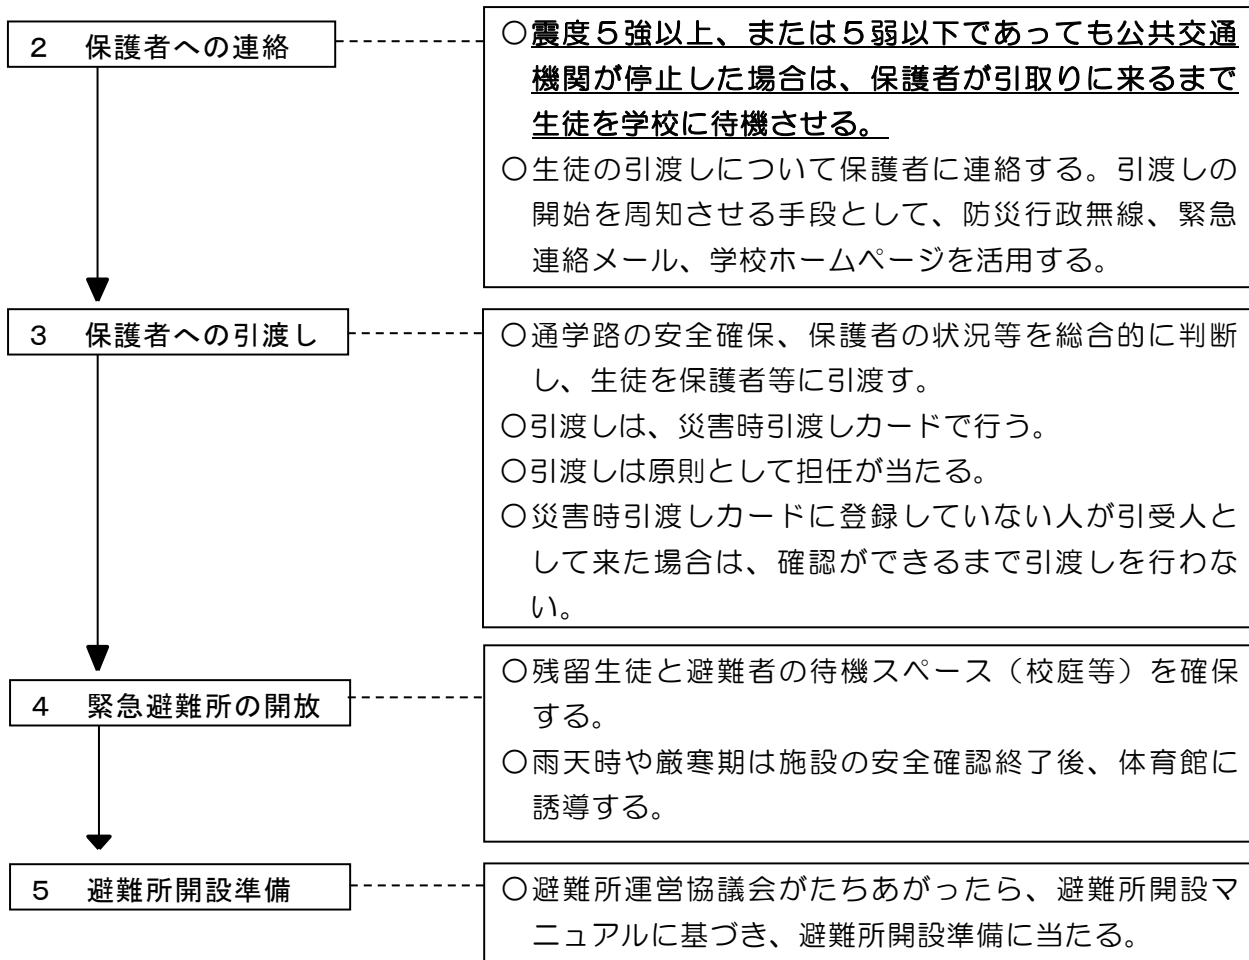 ２　保護者への連絡
〇震度５強以上、または５弱以下であっても公共交通
機関が停止した場合は、保護者が引取りに来るまで
生徒を学校に待機させる。
〇生徒の引渡しについて保護者に連絡する。引渡しの
開始を周知させる手段として、防災行政無線、緊急
連絡メール、学校ホームページを活用する。
３　保護者への引渡し
〇通学路の安全確保、保護者の状況等を総合的に判断
し、生徒を保護者等に引渡す。
〇引渡しは、災害時引渡しカードで行う。
〇引渡しは原則として担任が当たる。
〇災害時引渡しカードに登録していない人が引受人と
して来た場合は、確認ができるまで引渡しを行わな
い。
４　緊急避難所の開放
〇残留生徒と避難者の待機スペース（校庭等）を確保
する。
〇雨天時や厳寒期は施設の安全確認終了後、体育館に
誘導する。
５　避難所開設準備
〇避難所運営協議会がたちあがったら、避難所開設マ
ニュアルに基づき、避難所開設準備に当たる。